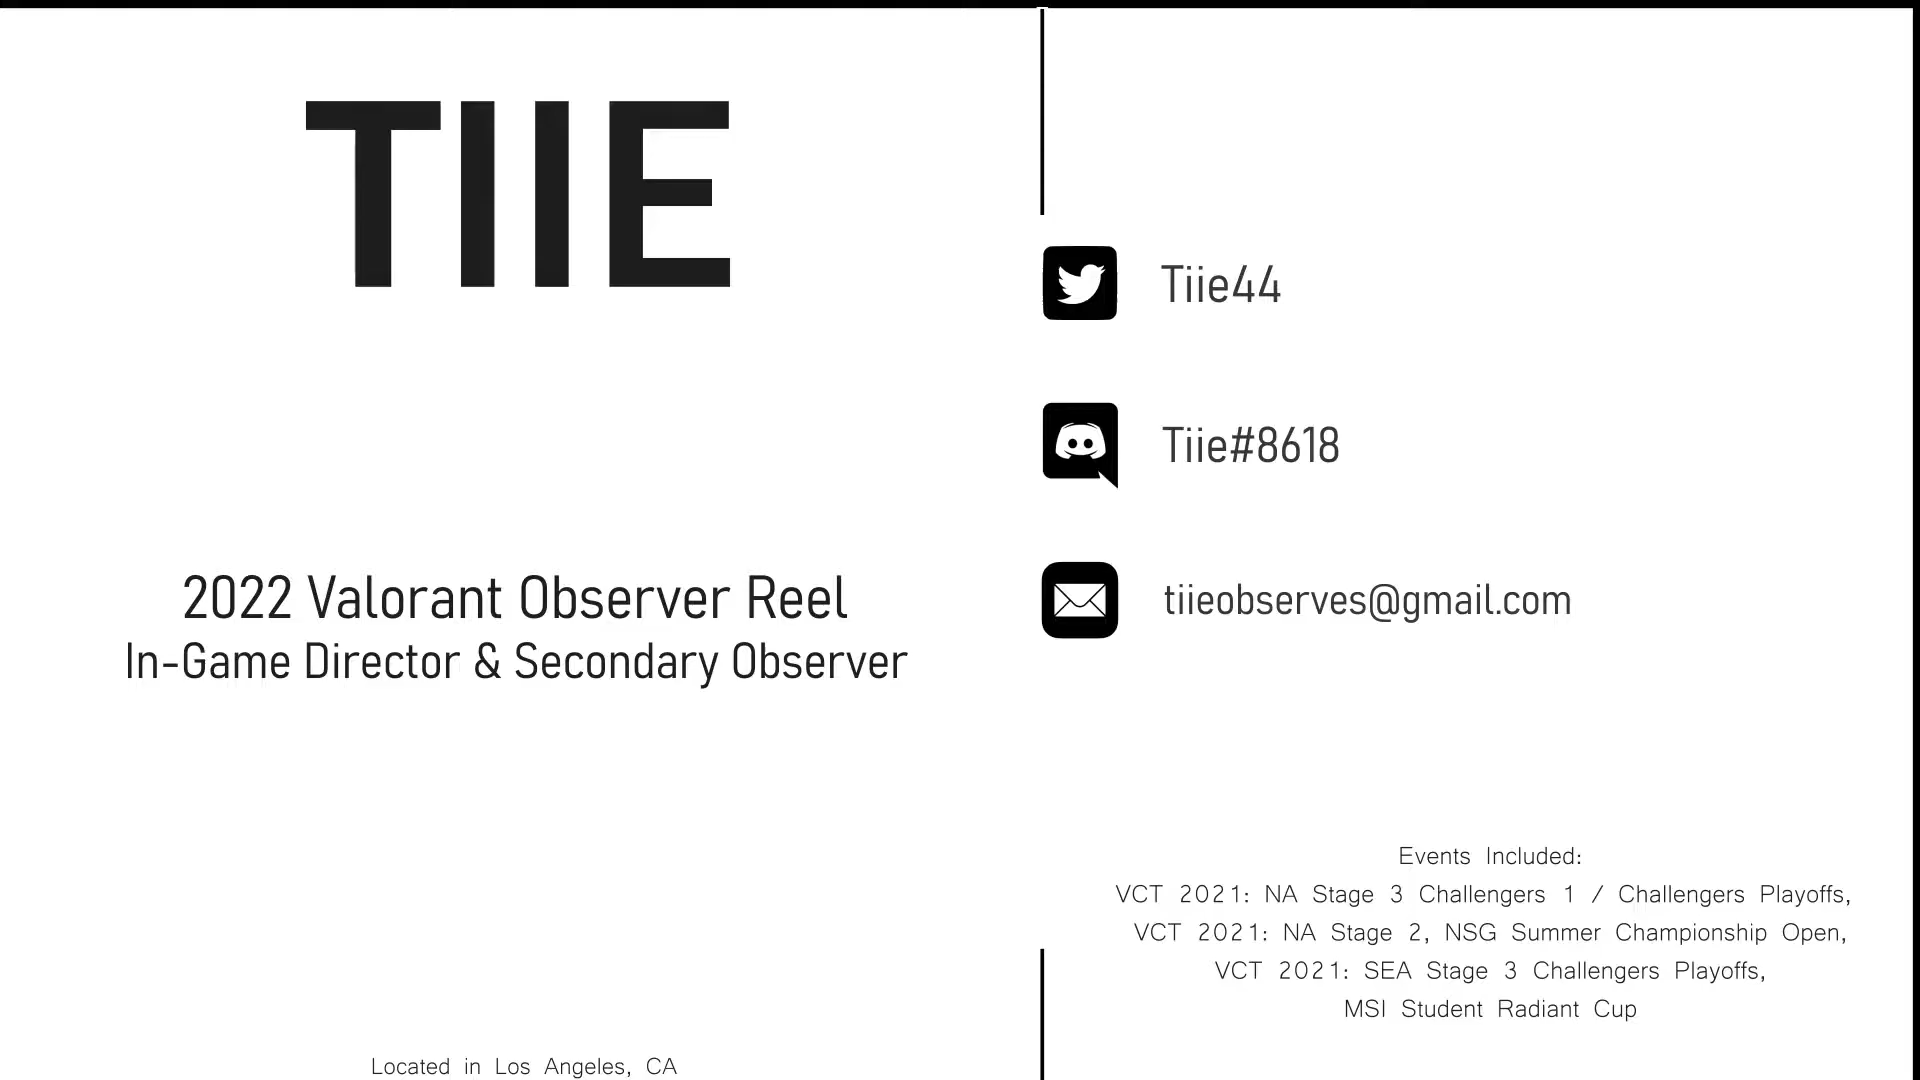 TIIE
2022 Valorant Observer Reel
In-Game Director & Secondary Observer
Located in Los Angeles, CA
Tiie44
Tiie#8618
tiieobserves@gmail.com
Events Included:
VCT 2021: NA Stage 3 Challengers 1 / Challengers Playoffs,
VCT 2021: NA Stage 2, NSG Summer Championship Open,
VCT 2021: SEA Stage 3 Challengers Playoffs,
MSI Student Radiant Cup